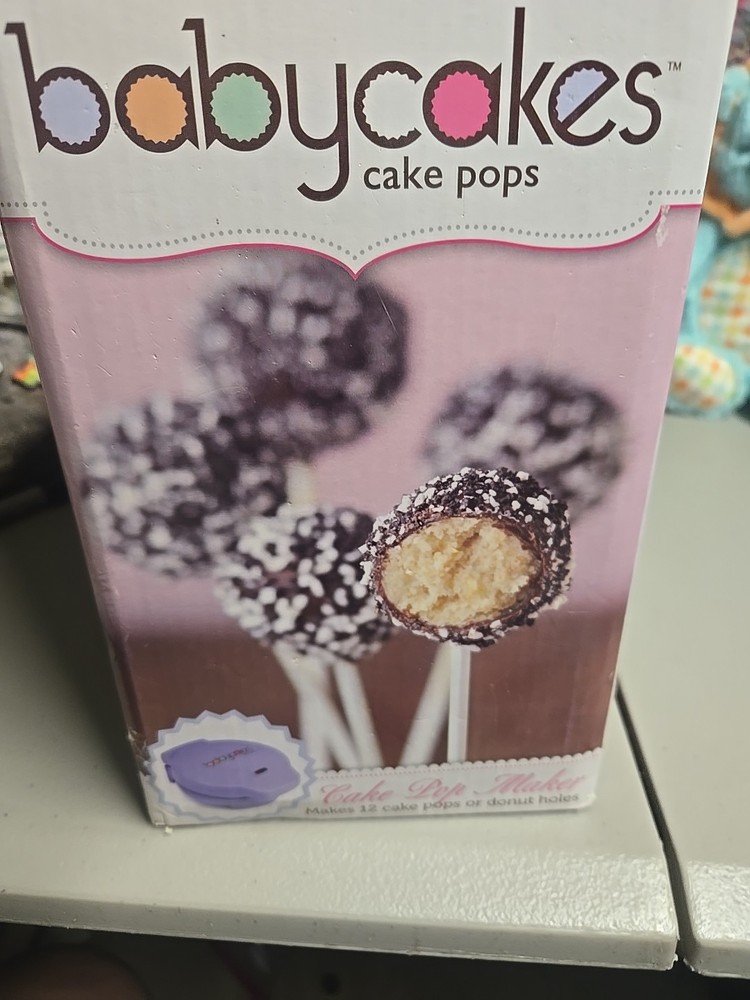 babycakes™
cake pops
Cake Pop Maker
Makes 12 cake pops or donut holes